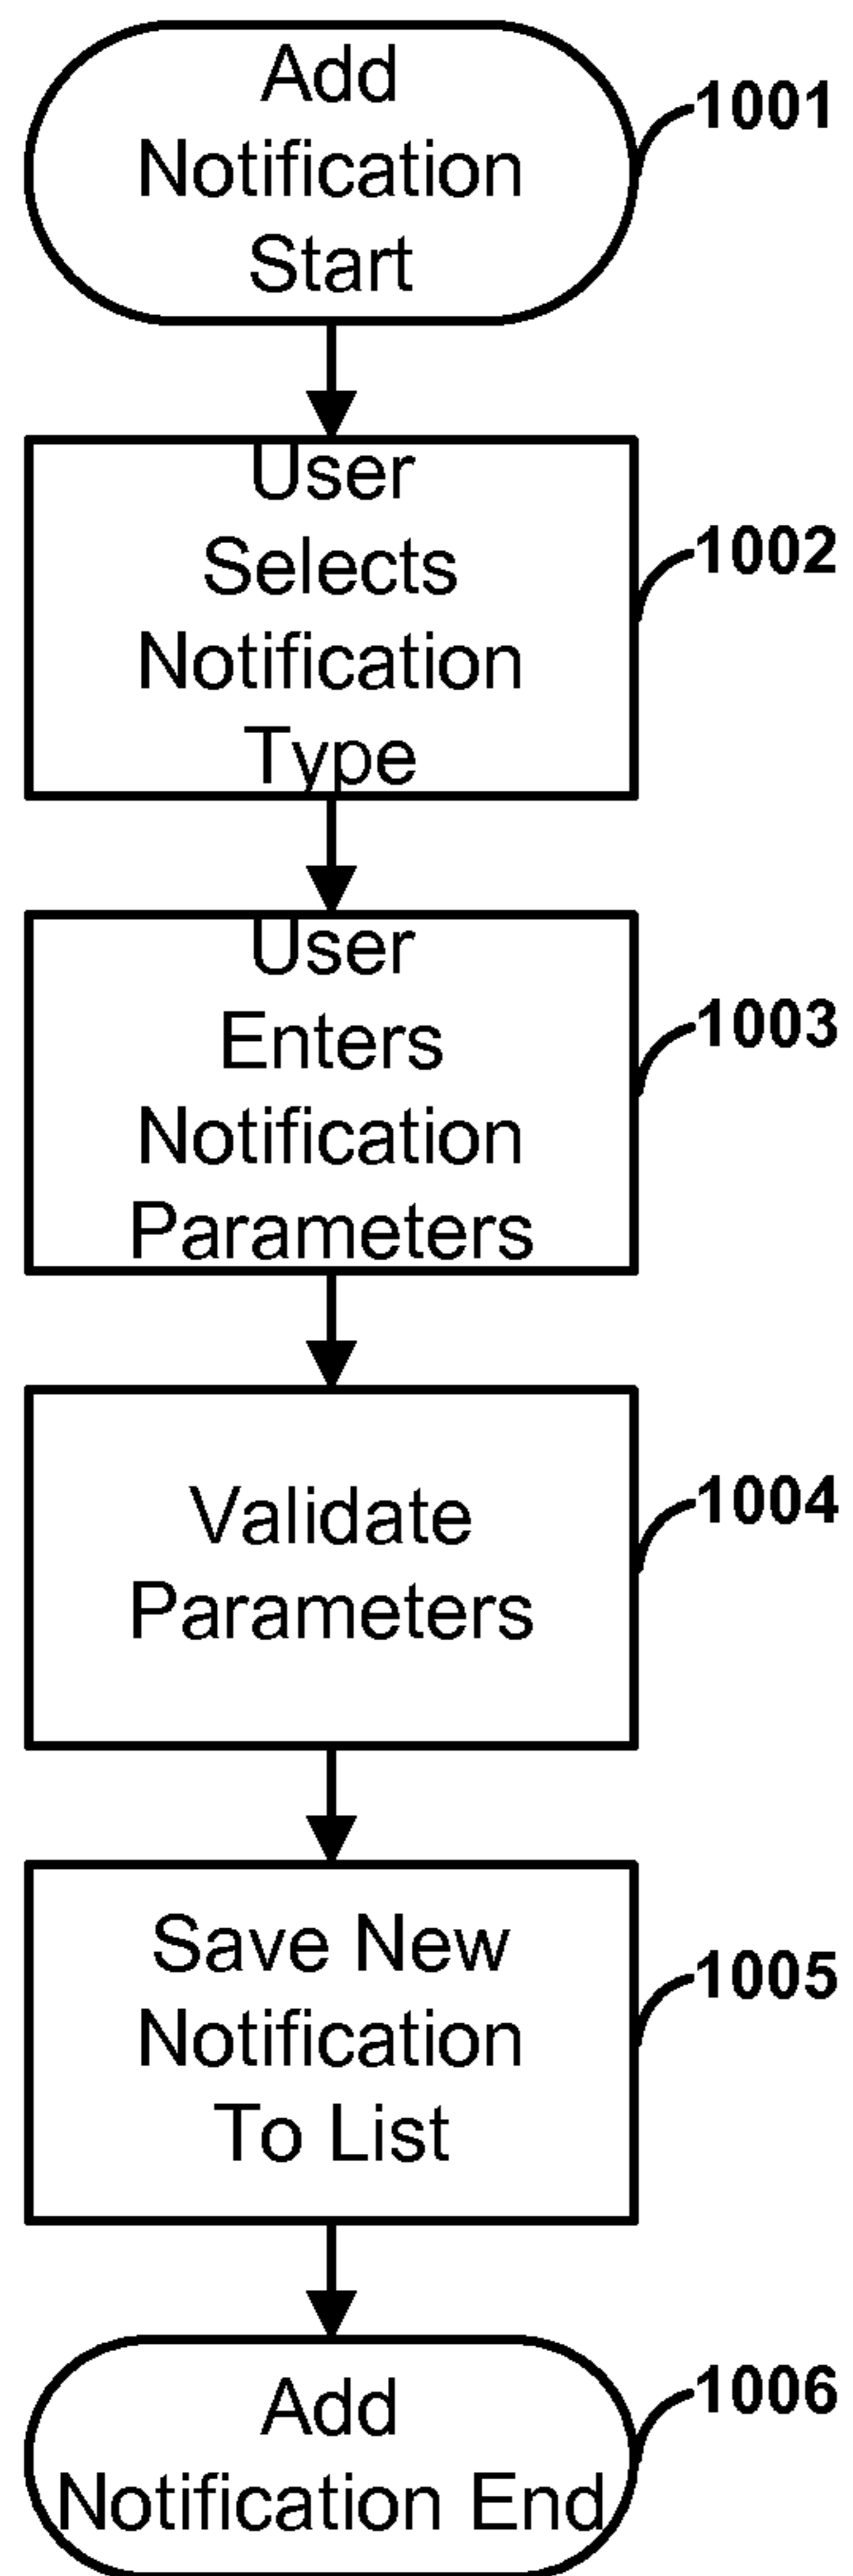 Add
Notification
Start
1001
User
Selects
Notification
Type
1002
User
Enters
Notification
Parameters
1003
Validate
Parameters
1004
Save New
Notification
To List
1005
Add
Notification End
1006